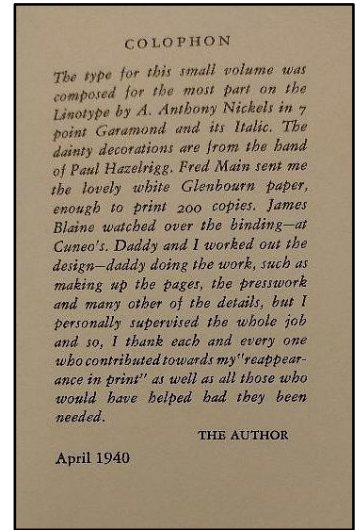 COLOPHON
The type for this small volume was
composed for the most part on the
Linotype by A. Anthony Nickels in 7
point Garamond and its Italic. The
dainty decorations are from the hand
of Paul Hazelrigg. Fred Main sent me
the lovely white Glenbourn paper,
enough to print 200 copies. James
Blaine watched over the binding—at
Cuneo's. Daddy and I worked out the
design—daddy doing the work, such as
making up the pages, the presswork
and many other of the details, but I
personally supervised the whole job
and so, I thank each and every one
who contributed towards my "reappear-
ance in print" as well as all those who
would have helped had they been
needed.
THE AUTHOR
April 1940